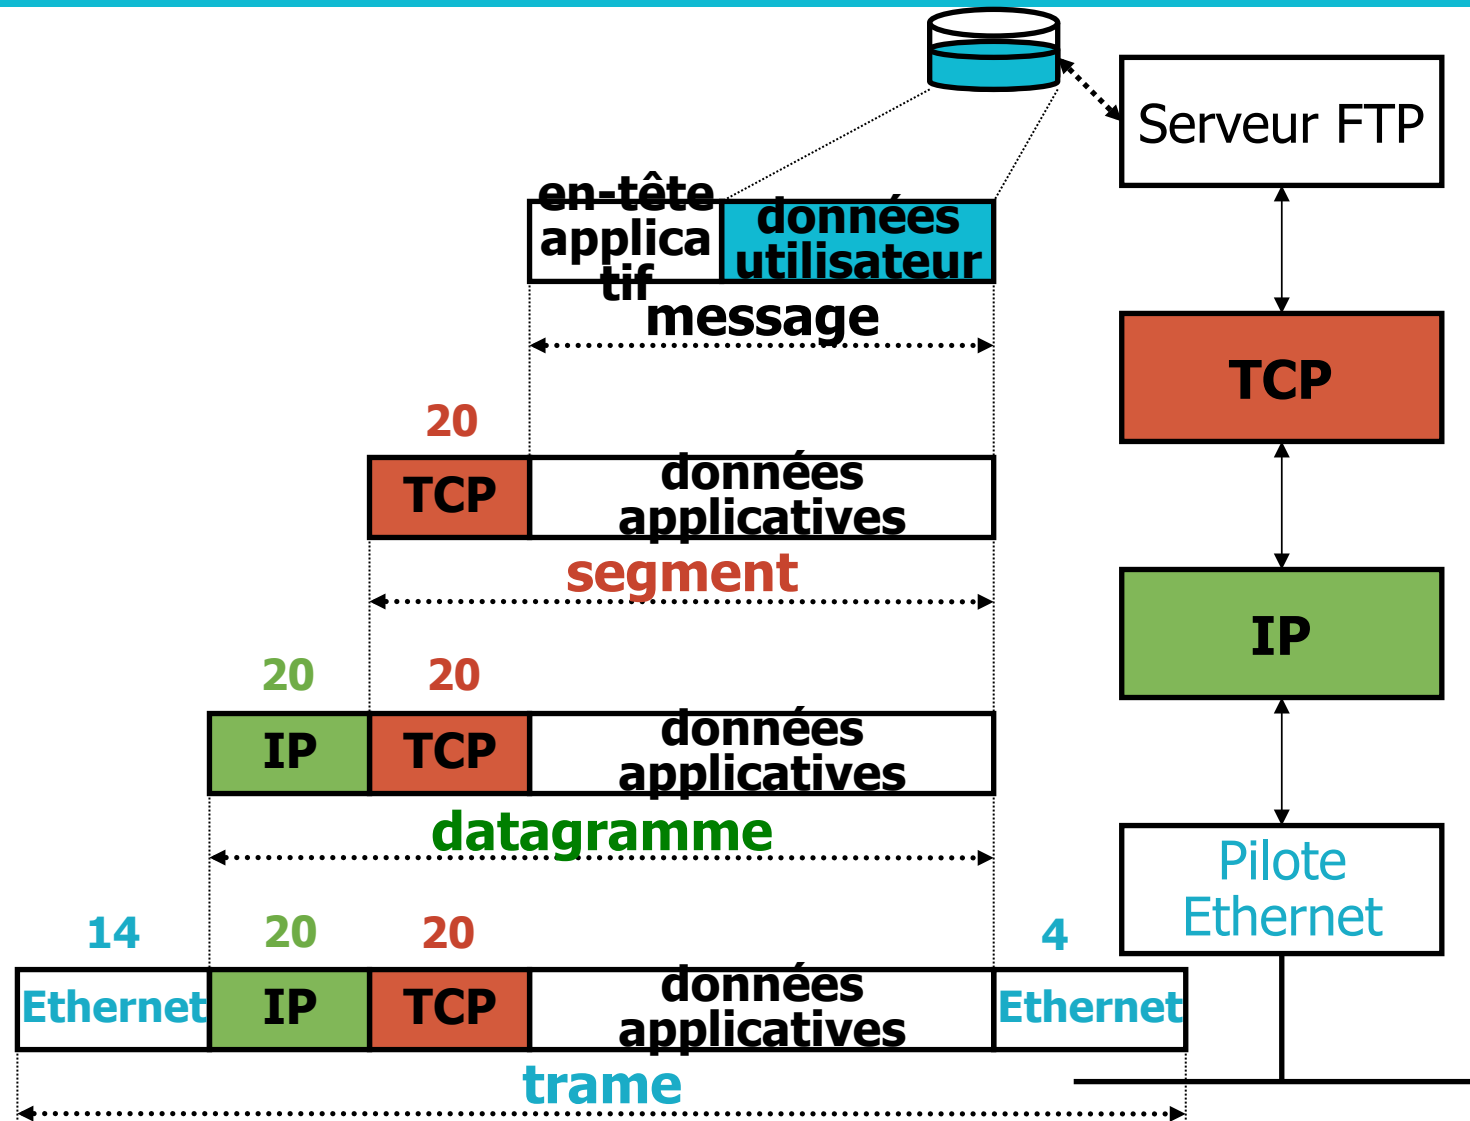 Serveur FTP
en-tête
applica
tif
données
utilisateur
message
TCP
20
TCP
données
applicatives
segment
IP
20
20
IP
TCP
données
applicatives
datagramme
Pilote
Ethernet
14
20
20
4
Ethernet
IP
TCP
données
applicatives
Ethernet
trame